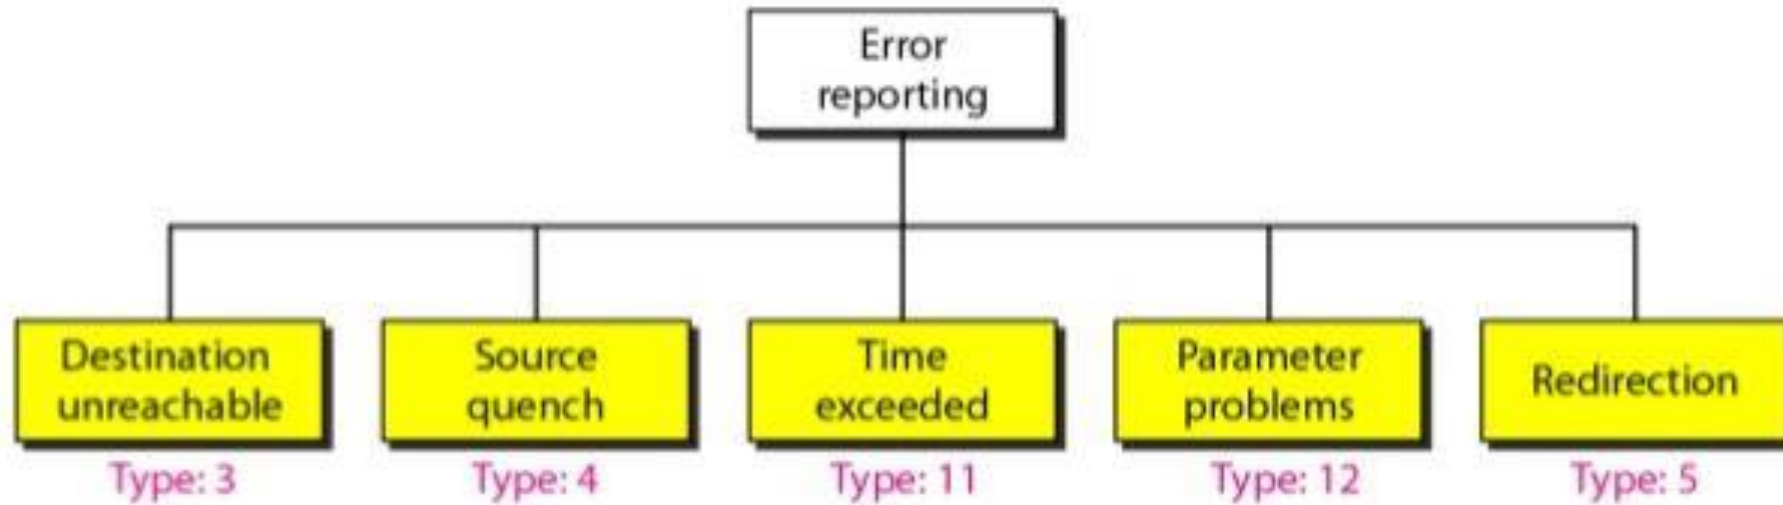 Error
reporting
Destination
unreachable
Source
quench
Time
exceeded
Parameter
problems
Redirection
Type: 3
Type: 4
Type: 11
Type: 12
Type: 5